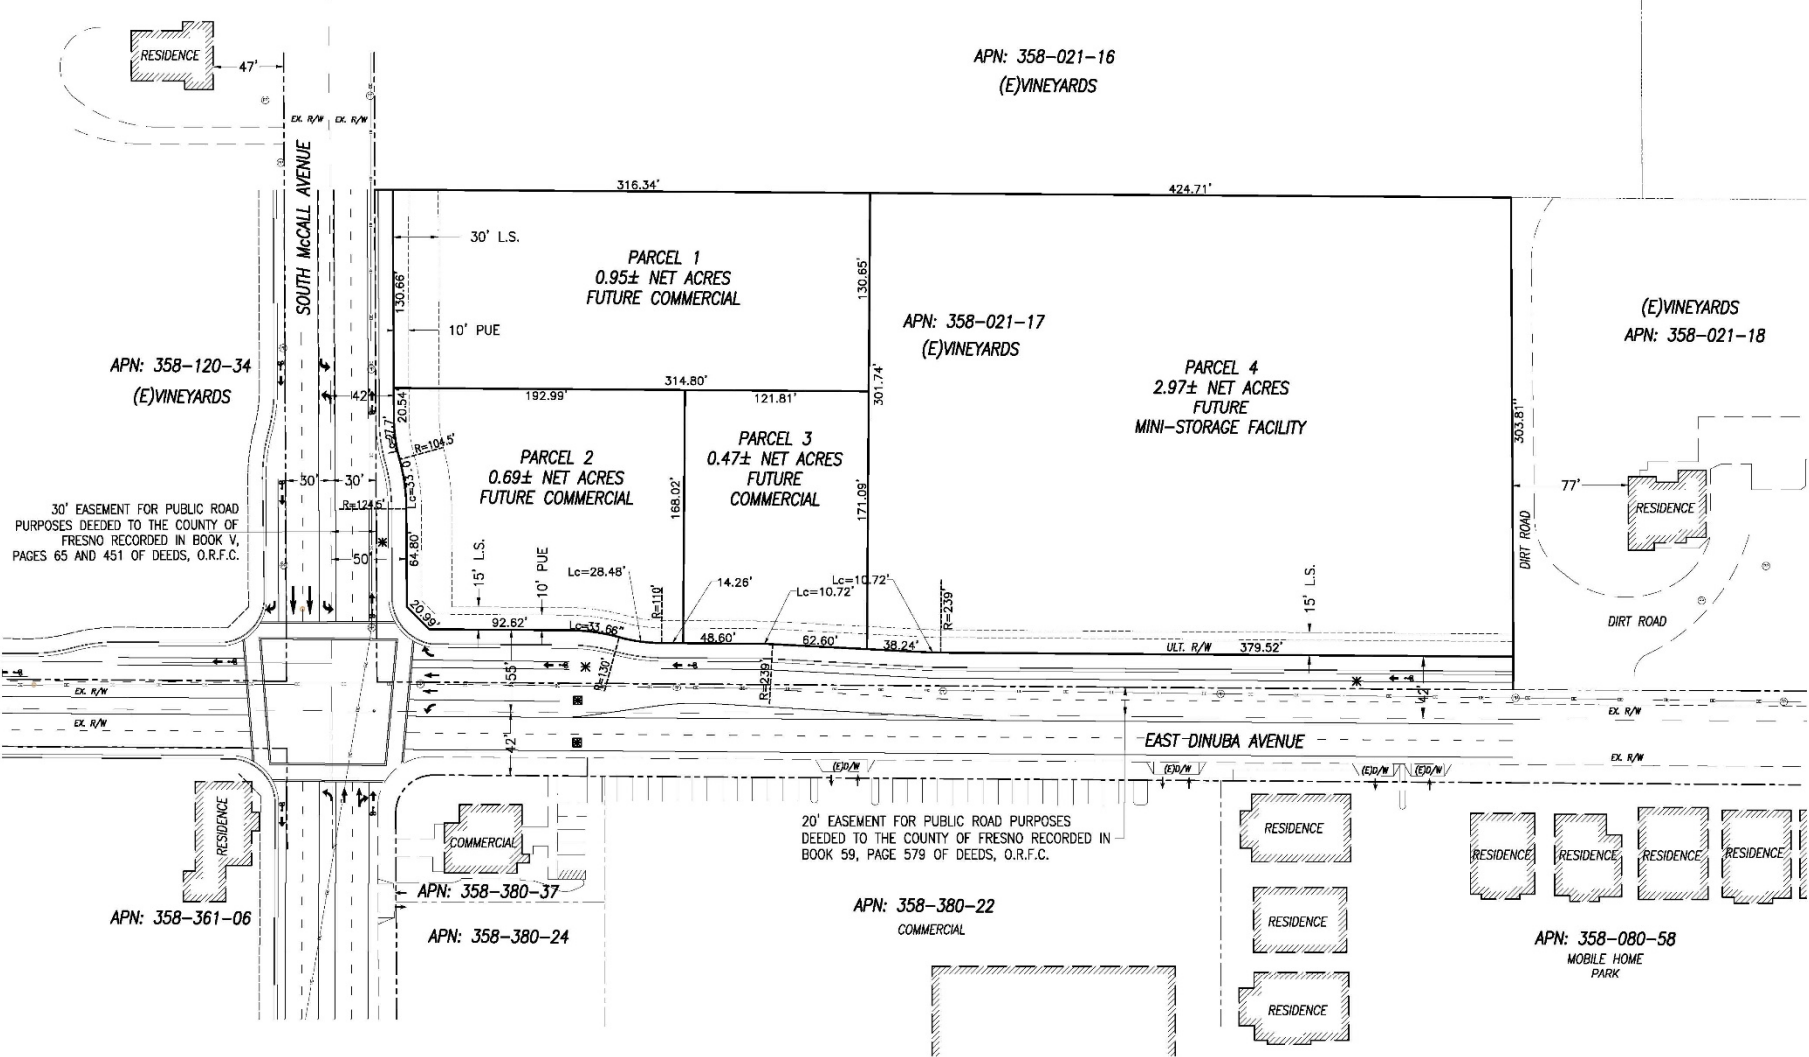 RESIDENCE
47'
EX. R/W
EX. R/W
SOUTH McCALL AVENUE
APN: 358-021-16
(E)VINEYARDS
316.34'
424.71'
30' L.S.
130.66'
10' PUE
PARCEL 1
0.95± NET ACRES
FUTURE COMMERCIAL
130.65'
APN: 358-021-17
(E)VINEYARDS
PARCEL 4
2.97± NET ACRES
FUTURE
MINI-STORAGE FACILITY
(E)VINEYARDS
APN: 358-021-18
APN: 358-120-34
(E)VINEYARDS
42'
20.54'
314.80'
192.99'
121.81'
301.74'
303.81"
Lc=27.7'
R=104.5'
Lc=33.0'
R=124.5'
30'
30'
50'
64.80'
PARCEL 2
0.69± NET ACRES
FUTURE COMMERCIAL
168.02'
PARCEL 3
0.47± NET ACRES
FUTURE
COMMERCIAL
171.09'
77'
RESIDENCE
DIRT ROAD
DIRT ROAD
30' EASEMENT FOR PUBLIC ROAD
PURPOSES DEEDED TO THE COUNTY OF
FRESNO RECORDED IN BOOK V,
PAGES 65 AND 451 OF DEEDS, O.R.F.C.
15' L.S.
10' PUE
Lc=28.48'
R=110'
14.26'
Lc=10.72'
Lc=10.72'
R=239'
15' L.S.
20.99'
92.62'
Lc=33.66"
48.60'
62.60'
38.24'
ULT. R/W
379.52'
R=130'
R=239'
55'
42'
42'
EX. R/W
EX. R/W
EX. R/W
EX. R/W
EAST DINUBA AVENUE
(E)D/W
(E)D/W
(E)D/W
(E)D/W
RESIDENCE
COMMERCIAL
20' EASEMENT FOR PUBLIC ROAD PURPOSES
DEEDED TO THE COUNTY OF FRESNO RECORDED IN
BOOK 59, PAGE 579 OF DEEDS, O.R.F.C.
RESIDENCE
RESIDENCE
RESIDENCE
RESIDENCE
RESIDENCE
APN: 358-361-06
APN: 358-380-37
APN: 358-380-24
APN: 358-380-22
COMMERCIAL
RESIDENCE
RESIDENCE
APN: 358-080-58
MOBILE HOME
PARK